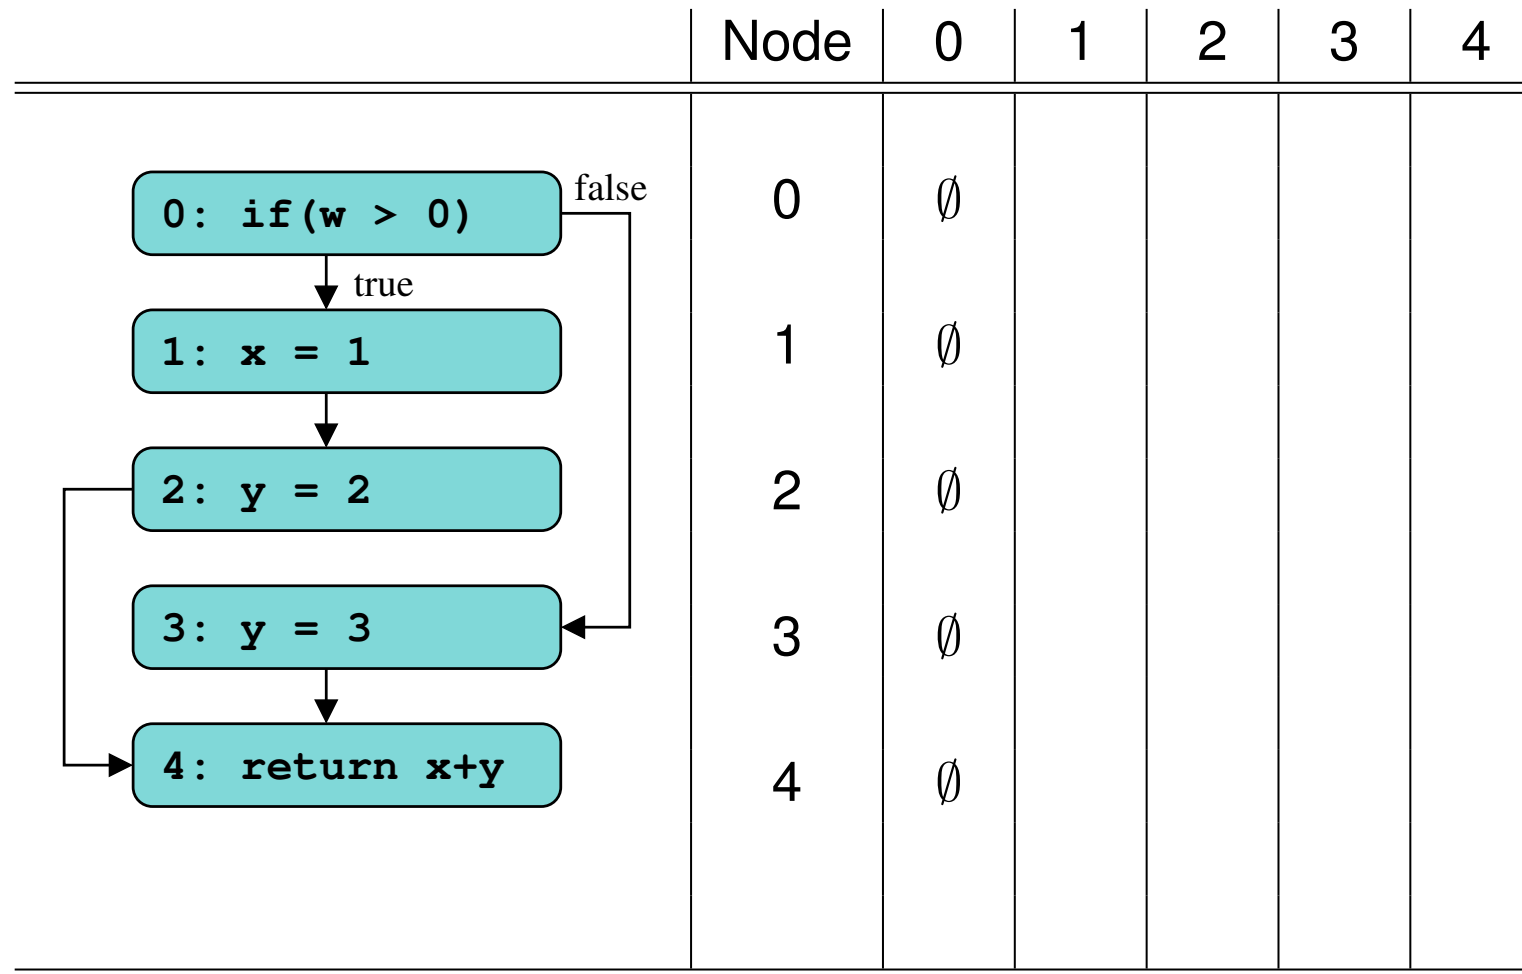 Node 0 1 2 3 4
false
0: if(w > 0)
0 ∅
true
1: x = 1
1 ∅
2: y = 2
2 ∅
3: y = 3
3 ∅
4: return x+y
4 ∅